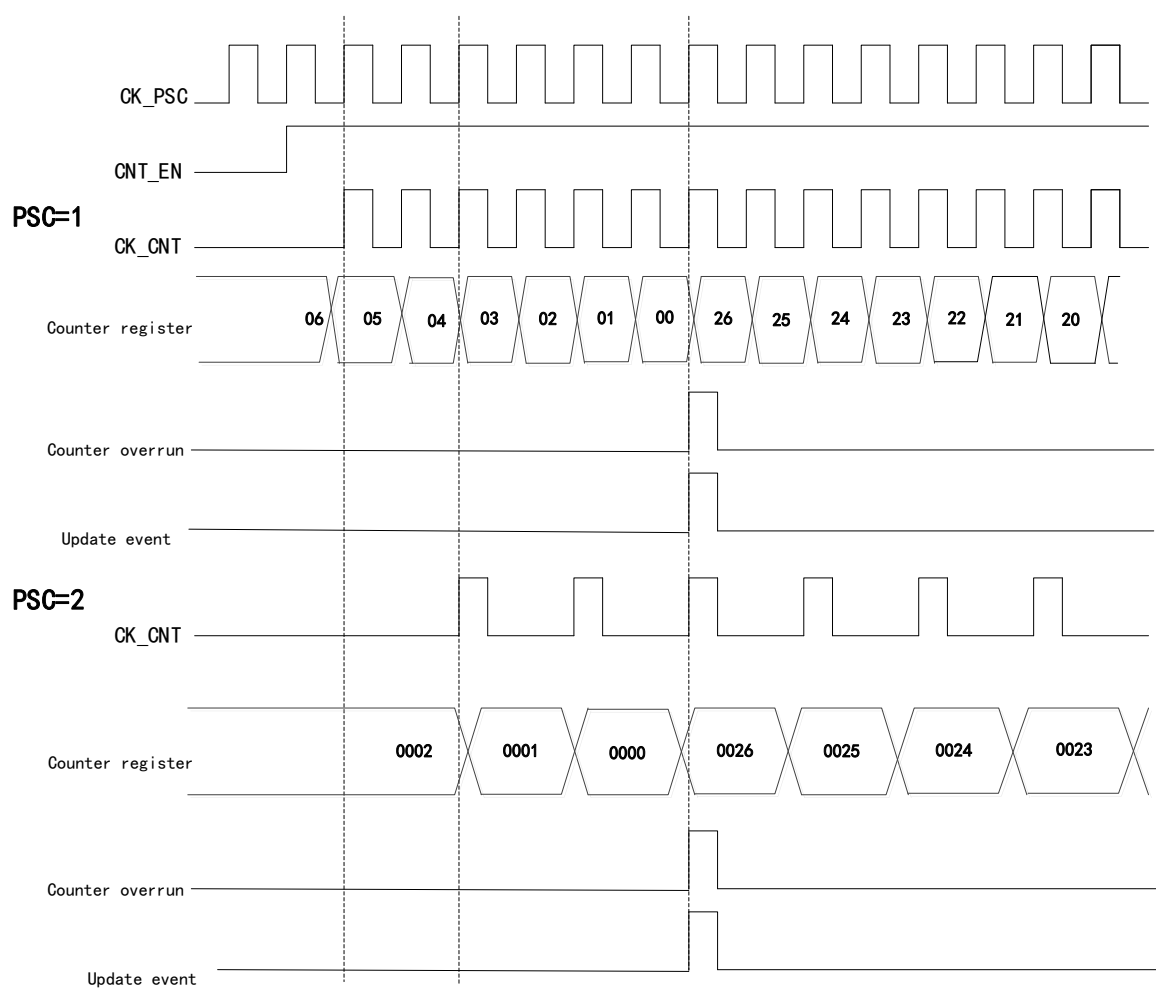 CK_PSC
CNT_EN
PSC=1
CK_CNT
Counter register 06 05 04 03 02 01 00 26 25 24 23 22 21 20
Counter overrun
Update event
PSC=2
CK_CNT
Counter register 0002 0001 0000 0026 0025 0024 0023
Counter overrun
Update event